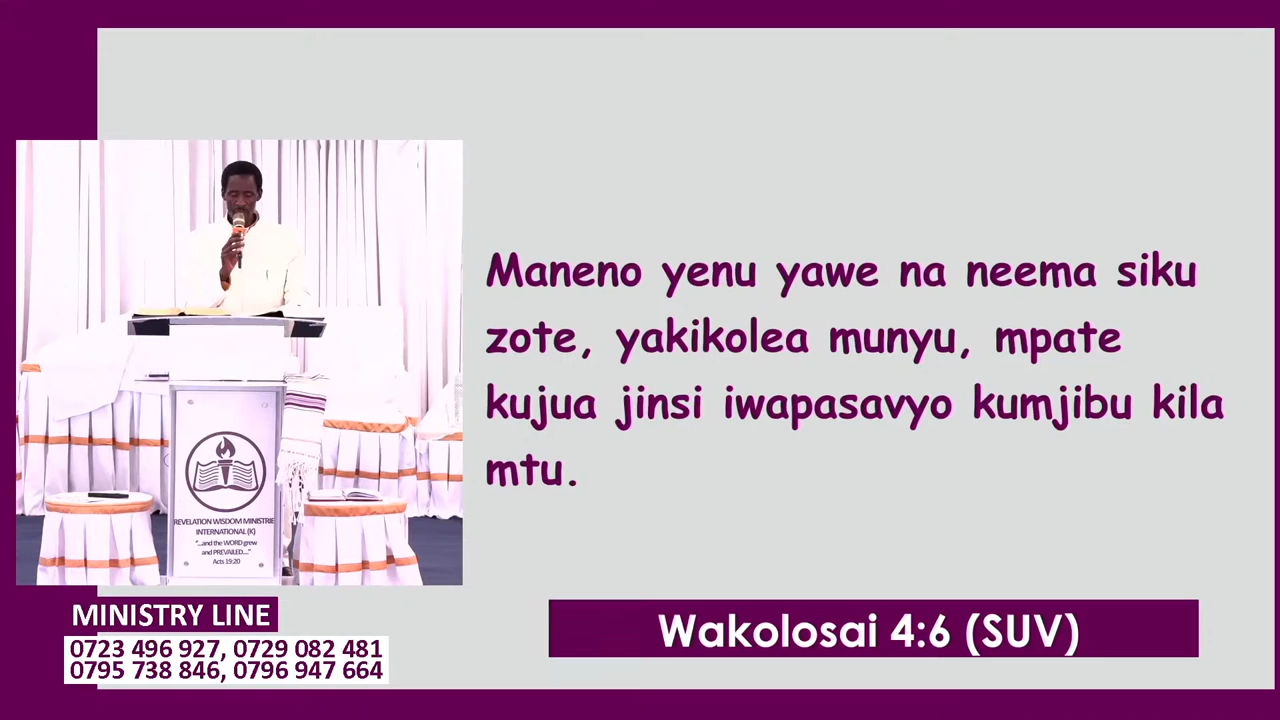 Maneno yenu yawe na neema siku
zote, yakikolea munyu, mpate
kujua jinsi iwapasavyo kumjibu kila
mtu.
Wakolosai 4:6 (SUV)
REVELATION WISDOM MINISTRIE
INTERNATIONAL (K)
"...and the WORD grew
and PREVAILED...."
Acts 19:20
MINISTRY LINE
0723 496 927, 0729 082 481
0795 738 846, 0796 947 664